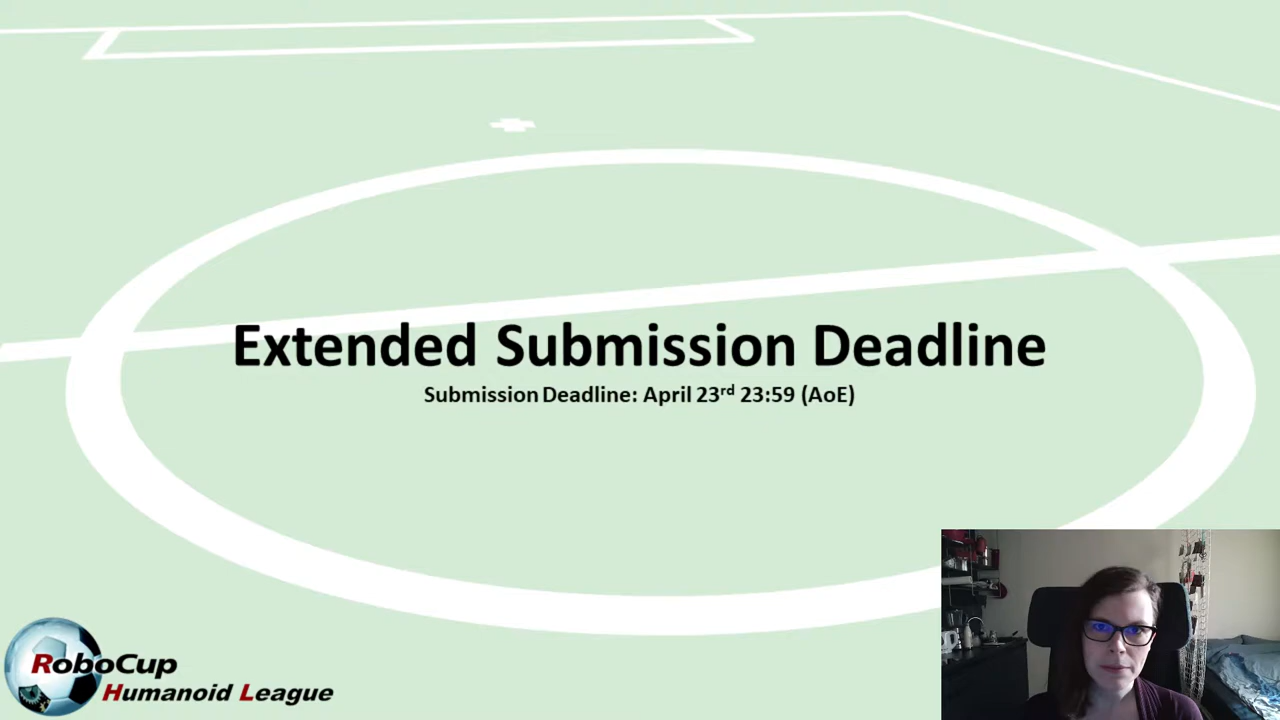 Extended Submission Deadline
Submission Deadline: April 23rd 23:59 (AoE)
RoboCup
Humanoid League